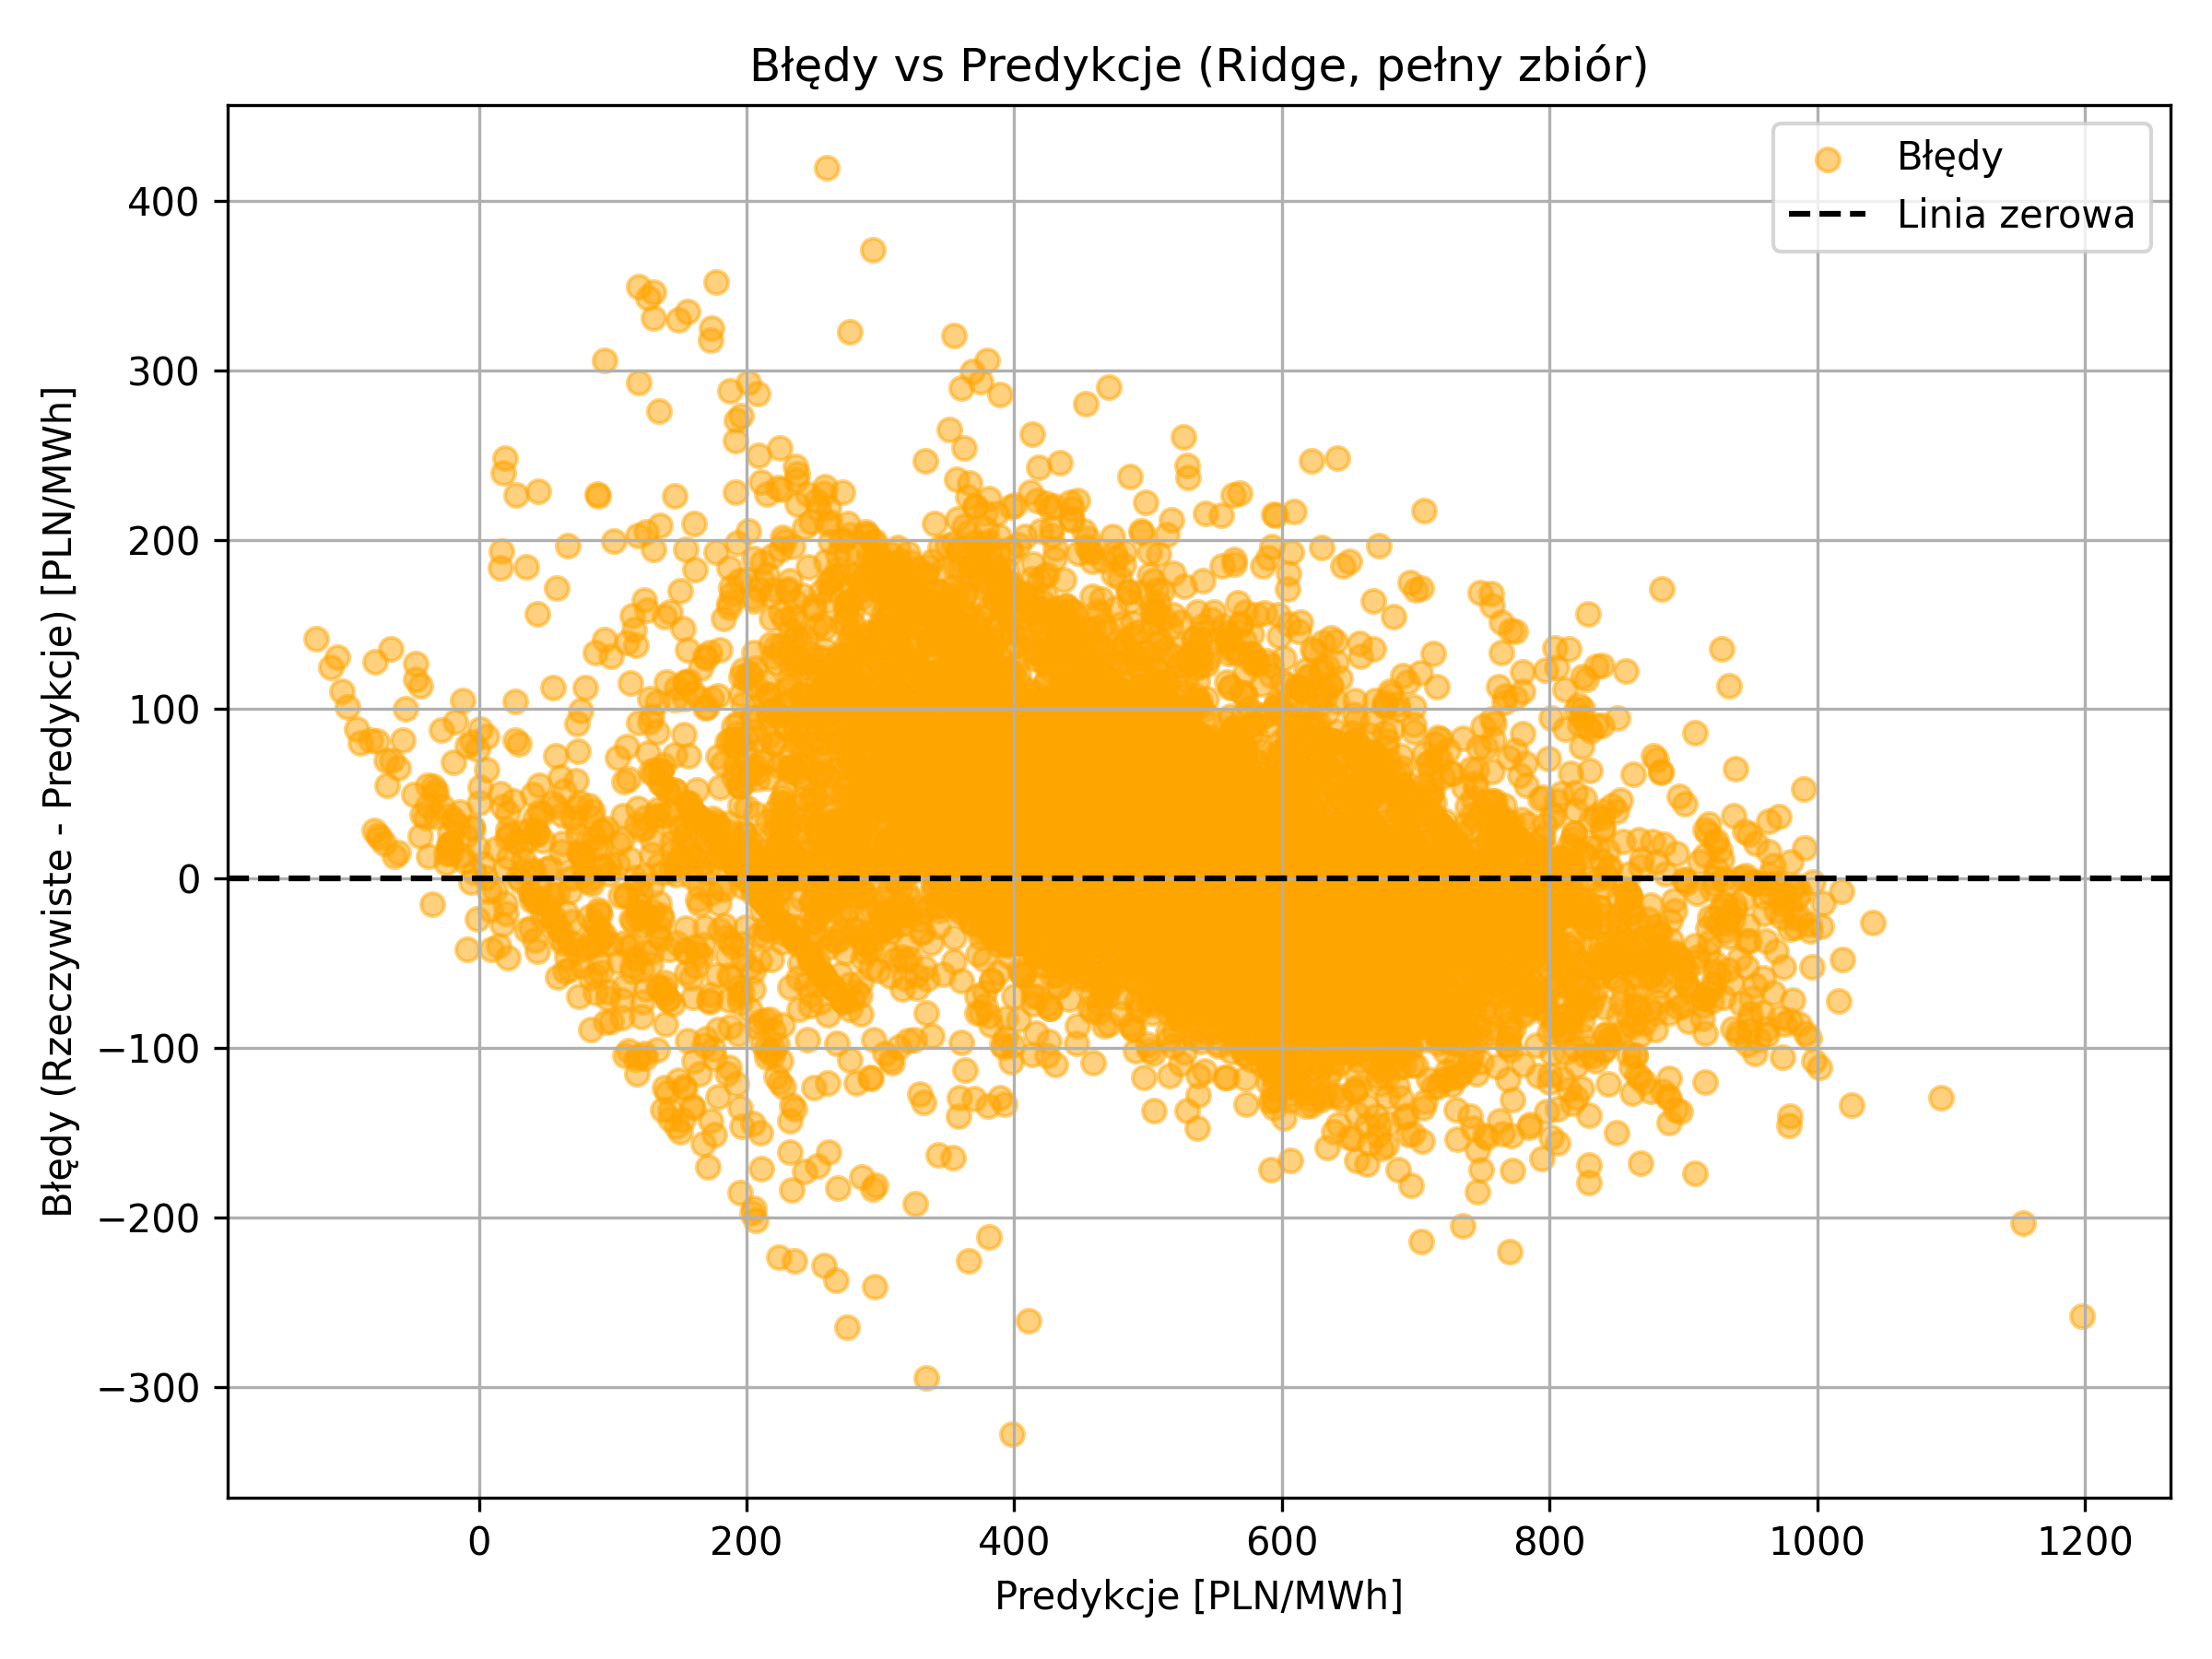 Błędy vs Predykcje (Ridge, pełny zbiór)
Błędy
Linia zerowa
Błędy (Rzeczywiste - Predykcje) [PLN/MWh]
400
300
200
100
0
−100
−200
−300
0 200 400 600 800 1000 1200
Predykcje [PLN/MWh]